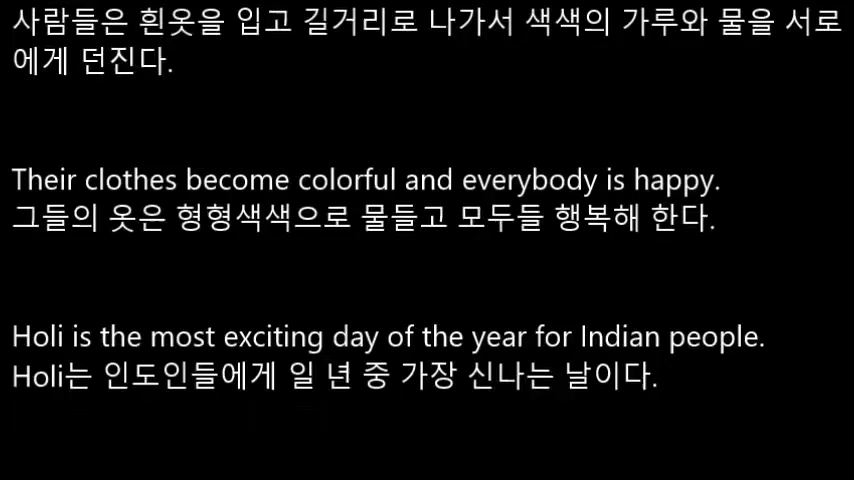 사람들은 흰옷을 입고 길거리로 나가서 색색의 가루와 물을 서로
에게 던진다.
Their clothes become colorful and everybody is happy.
그들의 옷은 형형색색으로 물들고 모두들 행복해 한다.
Holi is the most exciting day of the year for Indian people.
Holi는 인도인들에게 일 년 중 가장 신나는 날이다.